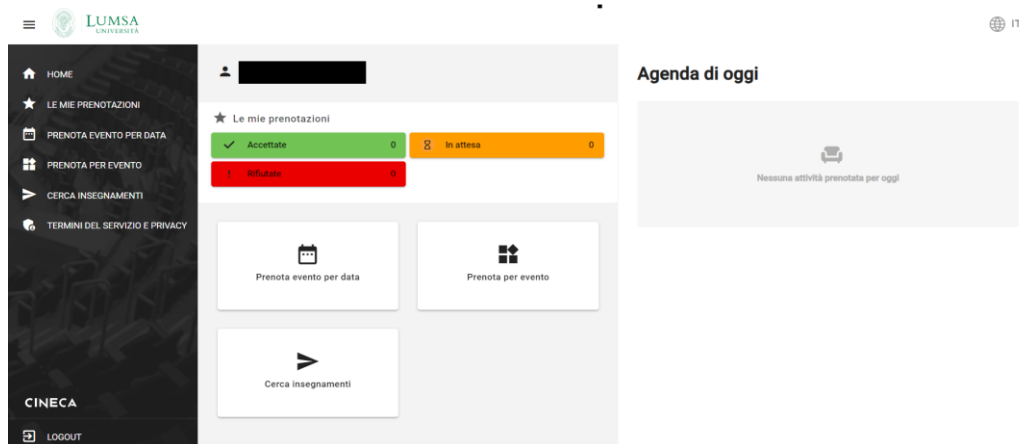 LUMSA
UNIVERSITÀ
IT
HOME
LE MIE PRENOTAZIONI
PRENOTA EVENTO PER DATA
PRENOTA PER EVENTO
CERCA INSEGNAMENTI
TERMINI DEL SERVIZIO E PRIVACY
CINECA
LOGOUT
Le mie prenotazioni
Accettate 0
In attesa 0
Rifiutate 0
Prenota evento per data
Prenota per evento
Cerca insegnamenti
Agenda di oggi
Nessuna attività prenotata per oggi